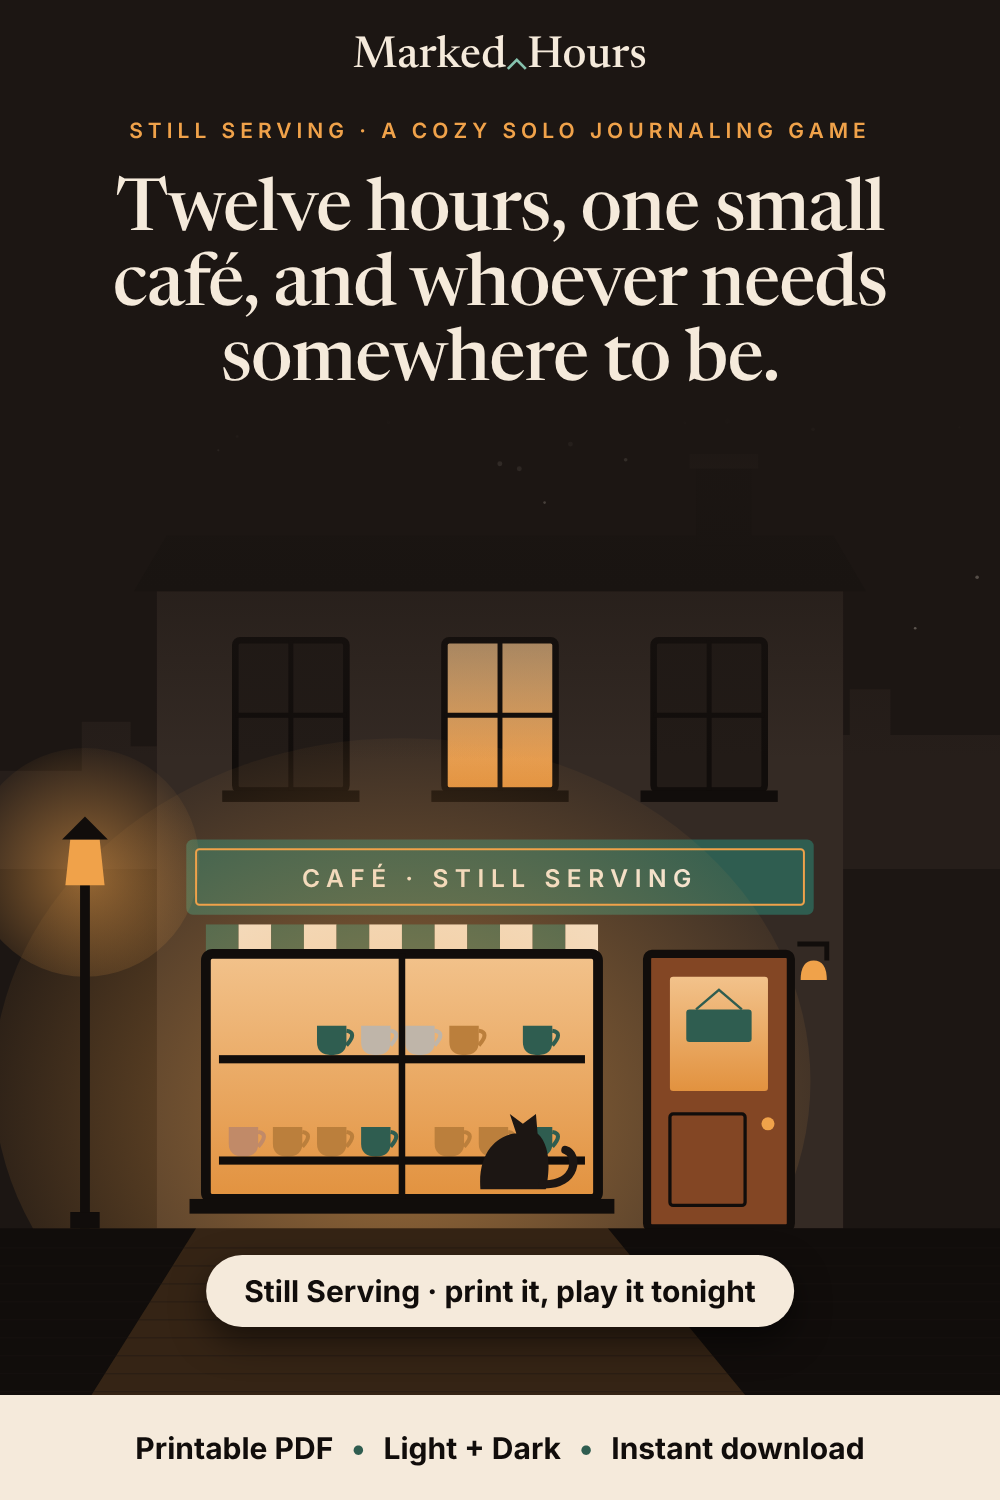 Marked‸Hours
STILL SERVING · A COZY SOLO JOURNALING GAME
Twelve hours, one small
café, and whoever needs
somewhere to be.
CAFÉ · STILL SERVING
Still Serving · print it, play it tonight
Printable PDF • Light + Dark • Instant download